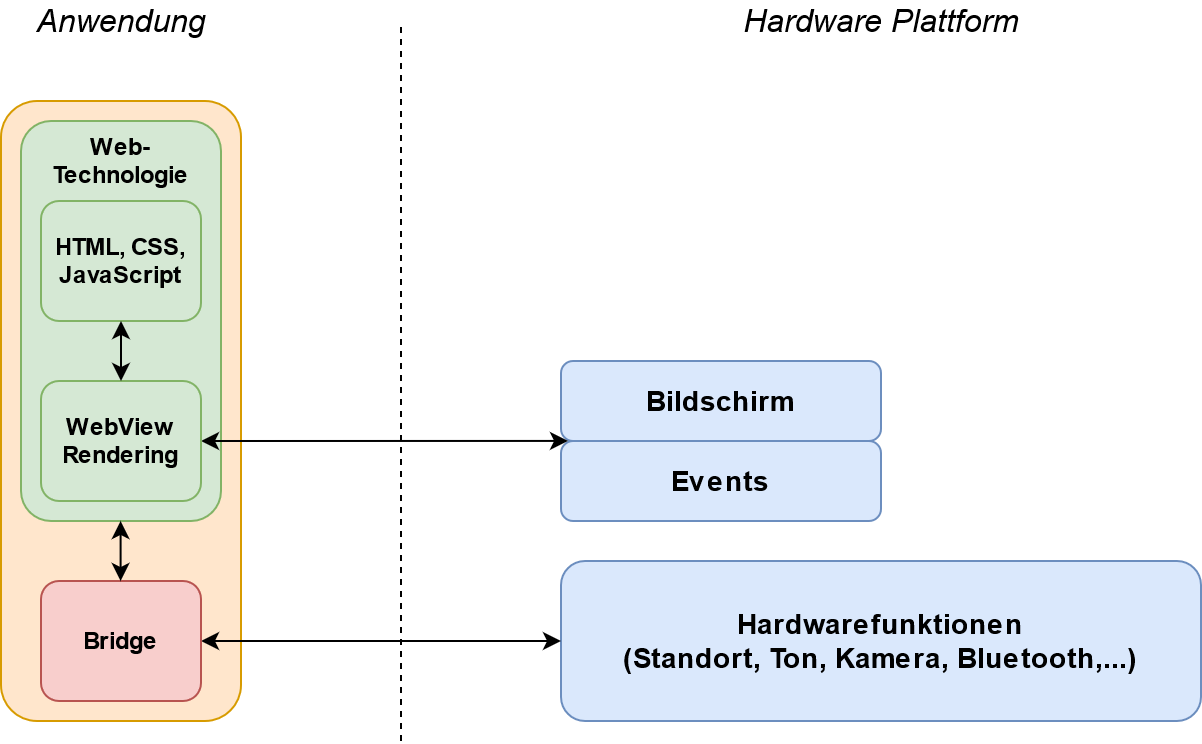 Anwendung
Hardware Plattform
Web-
Technologie
HTML, CSS,
JavaScript
WebView
Rendering
Bildschirm
Events
Bridge
Hardwarefunktionen
(Standort, Ton, Kamera, Bluetooth,...)